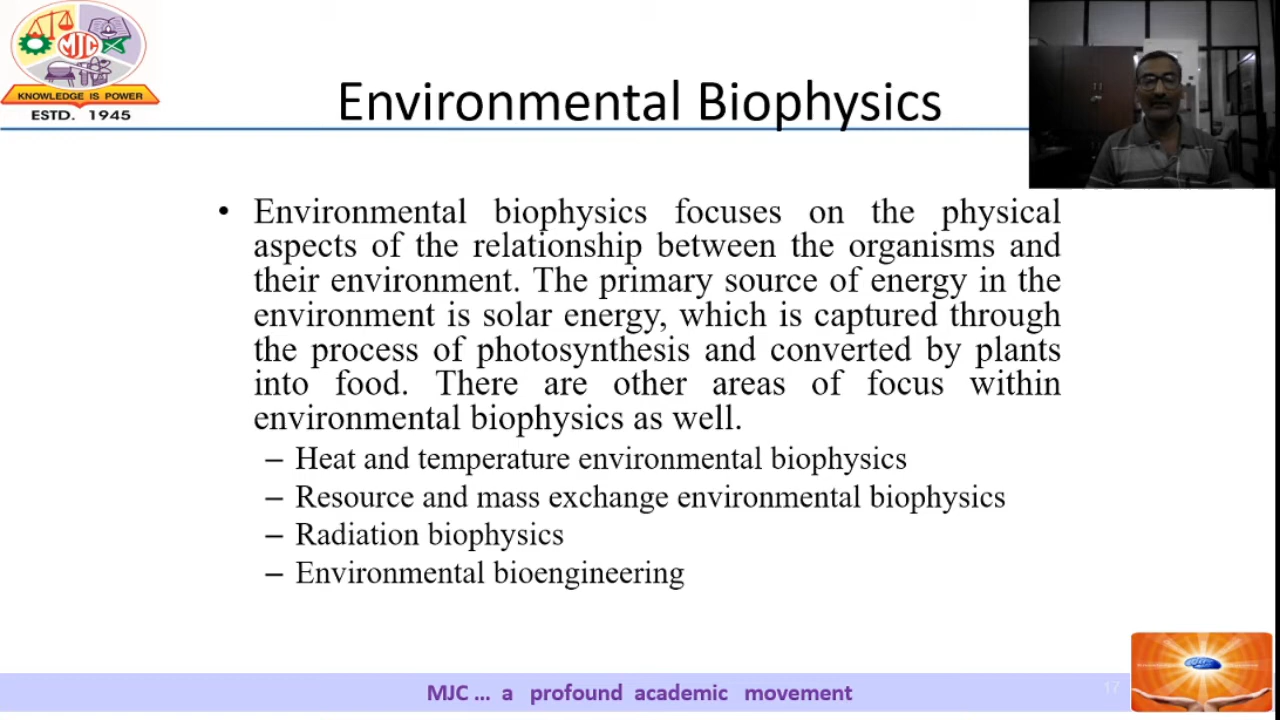 MJC
KNOWLEDGE IS POWER
ESTD. 1945
Environmental Biophysics
• Environmental biophysics focuses on the physical
aspects of the relationship between the organisms and
their environment. The primary source of energy in the
environment is solar energy, which is captured through
the process of photosynthesis and converted by plants
into food. There are other areas of focus within
environmental biophysics as well.
– Heat and temperature environmental biophysics
– Resource and mass exchange environmental biophysics
– Radiation biophysics
– Environmental bioengineering
MJC ... a profound academic movement
17